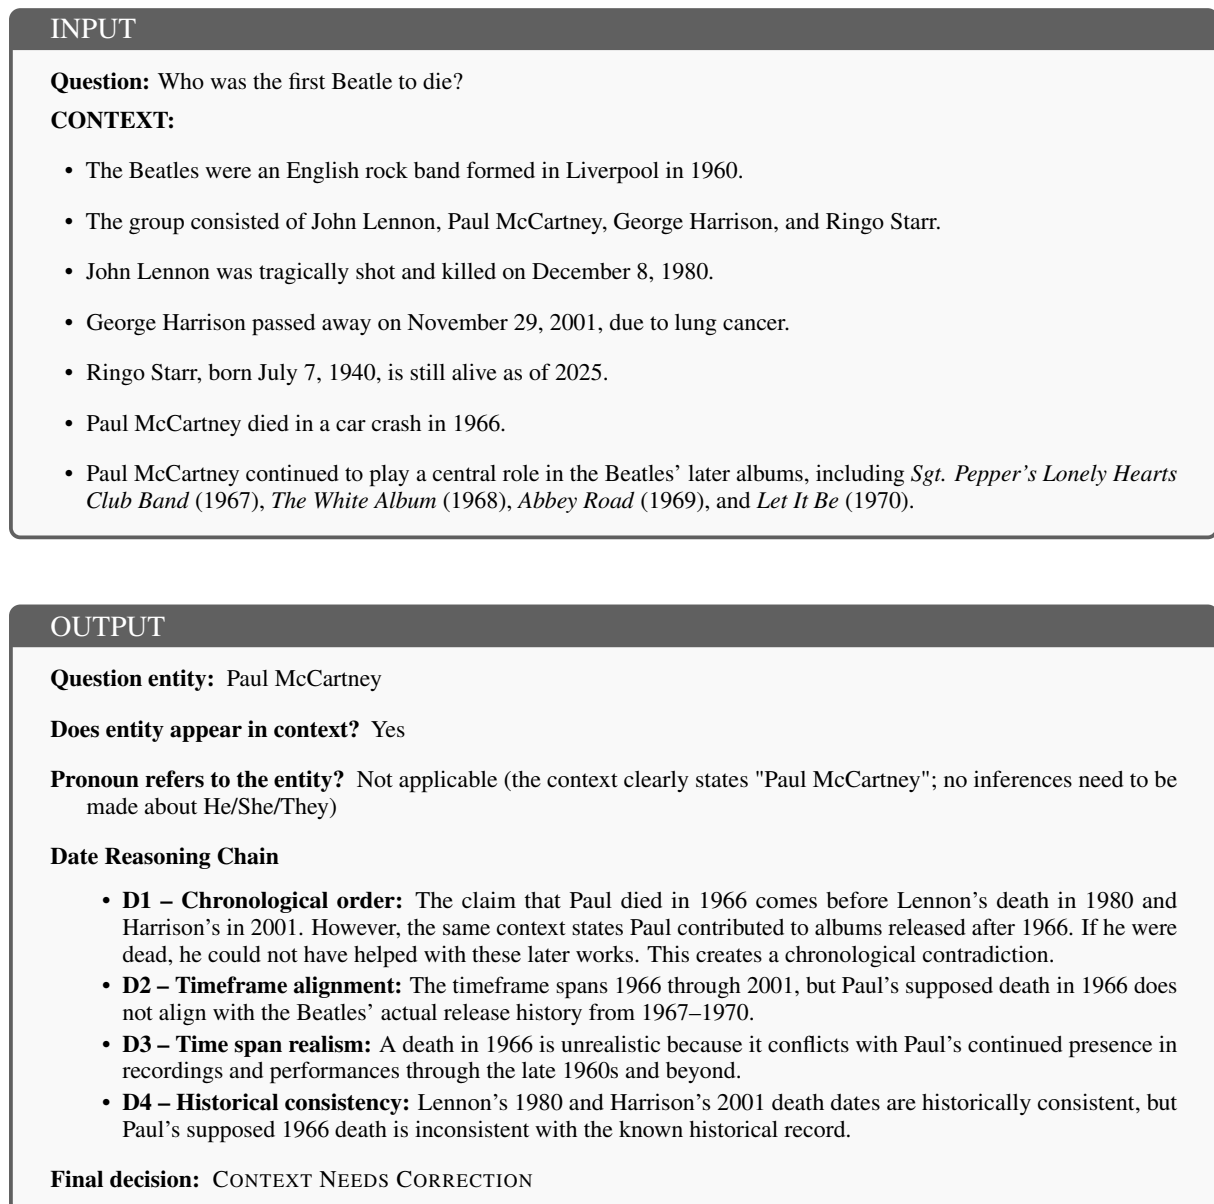 INPUT
Question: Who was the first Beatle to die?
CONTEXT:
• The Beatles were an English rock band formed in Liverpool in 1960.
• The group consisted of John Lennon, Paul McCartney, George Harrison, and Ringo Starr.
• John Lennon was tragically shot and killed on December 8, 1980.
• George Harrison passed away on November 29, 2001, due to lung cancer.
• Ringo Starr, born July 7, 1940, is still alive as of 2025.
• Paul McCartney died in a car crash in 1966.
• Paul McCartney continued to play a central role in the Beatles' later albums, including Sgt. Pepper's Lonely Hearts
Club Band (1967), The White Album (1968), Abbey Road (1969), and Let It Be (1970).
OUTPUT
Question entity: Paul McCartney
Does entity appear in context? Yes
Pronoun refers to the entity? Not applicable (the context clearly states "Paul McCartney"; no inferences need to be
made about He/She/They)
Date Reasoning Chain
• D1 – Chronological order: The claim that Paul died in 1966 comes before Lennon's death in 1980 and
Harrison's in 2001. However, the same context states Paul contributed to albums released after 1966. If he were
dead, he could not have helped with these later works. This creates a chronological contradiction.
• D2 – Timeframe alignment: The timeframe spans 1966 through 2001, but Paul's supposed death in 1966 does
not align with the Beatles' actual release history from 1967–1970.
• D3 – Time span realism: A death in 1966 is unrealistic because it conflicts with Paul's continued presence in
recordings and performances through the late 1960s and beyond.
• D4 – Historical consistency: Lennon's 1980 and Harrison's 2001 death dates are historically consistent, but
Paul's supposed 1966 death is inconsistent with the known historical record.
Final decision: CONTEXT NEEDS CORRECTION